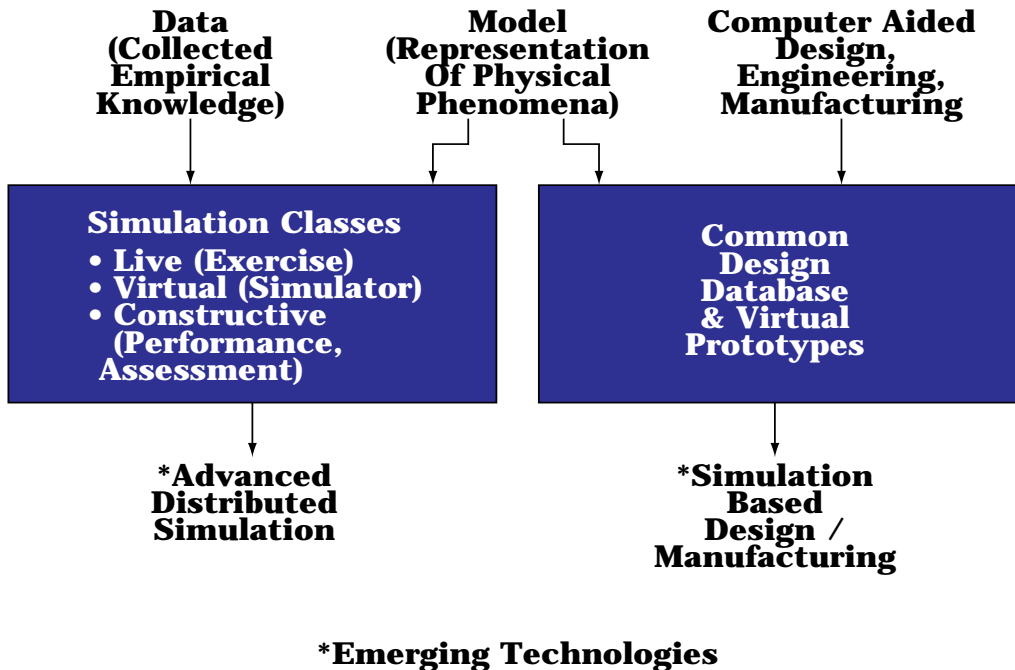 Data
(Collected
Empirical
Knowledge)
Model
(Representation
Of Physical
Phenomena)
Computer Aided
Design,
Engineering,
Manufacturing
Simulation Classes
• Live (Exercise)
• Virtual (Simulator)
• Constructive
(Performance,
Assessment)
Common
Design
Database
& Virtual
Prototypes
*Advanced
Distributed
Simulation
*Simulation
Based
Design /
Manufacturing
*Emerging Technologies